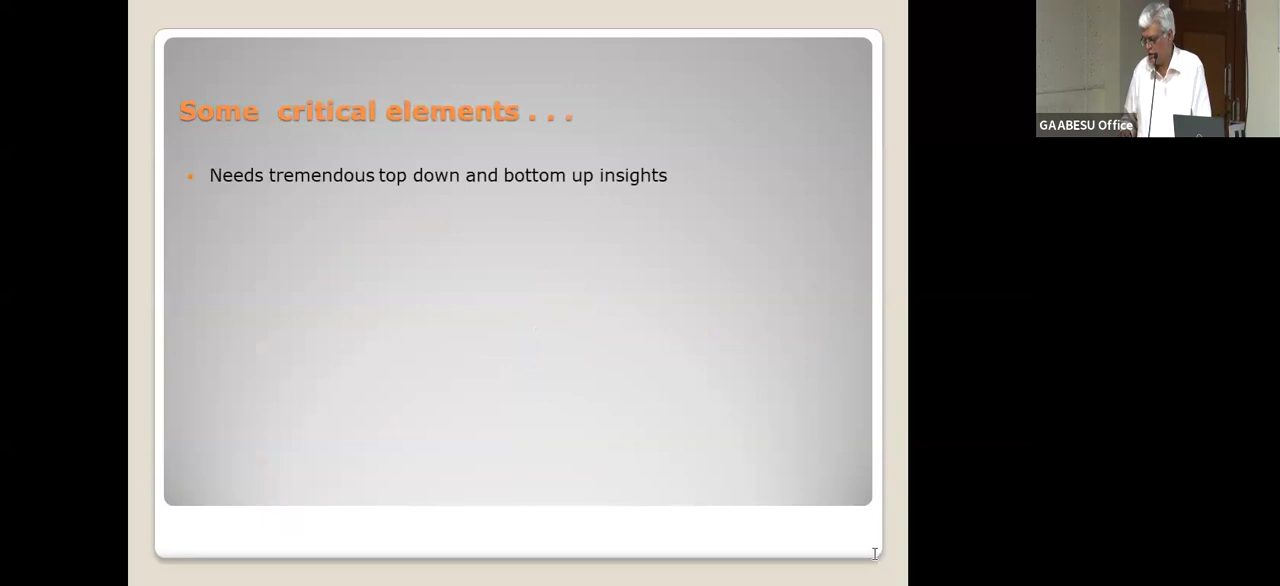 Some critical elements . . .
Needs tremendous top down and bottom up insights
GAABESU Office